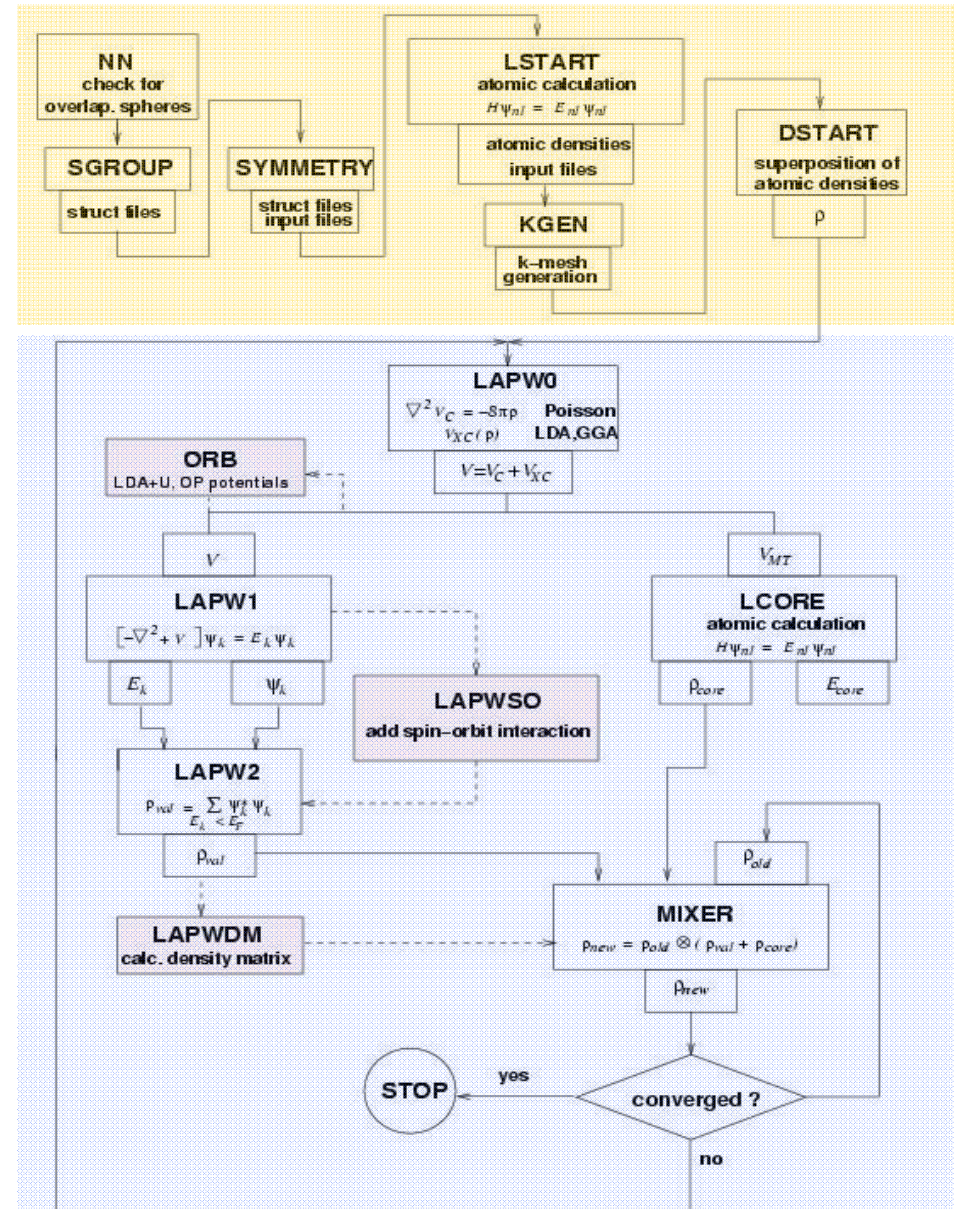 NN
check for
overlap. spheres
SGROUP
struct files
SYMMETRY
struct files
input files
LSTART
atomic calculation
Hψnl = Enl ψnl
atomic densities
input files
KGEN
k-mesh
generation
DSTART
superposition of
atomic densities
ρ
LAPW0
▽²VC = -8πρ Poisson
VXC(ρ) LDA,GGA
V=VC+VXC
ORB
LDA+U, OP potentials
V
LAPW1
[-▽²+V]ψk = Ek ψk
Ek
ψk
VMT
LCORE
atomic calculation
Hψnl = Enl ψnl
ρcore
Ecore
LAPWSO
add spin-orbit interaction
LAPW2
ρval = Σ ψk* ψk
Ek < EF
ρval
LAPWDM
calc. density matrix
ρold
MIXER
ρnew = ρold ⊗ (ρval + ρcore)
ρnew
STOP
yes
converged ?
no